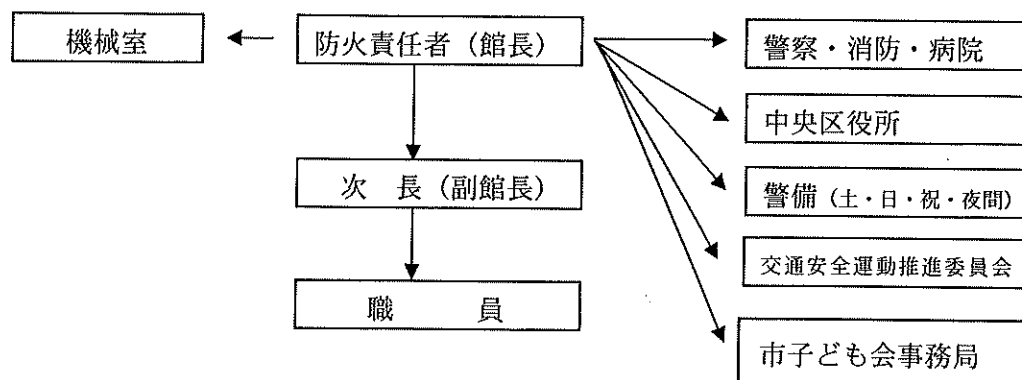 機械室
防火責任者(館長)
警察・消防・病院
中央区役所
次 長(副館長)
警備(土・日・祝・夜間)
交通安全運動推進委員会
職 員
市子ども会事務局